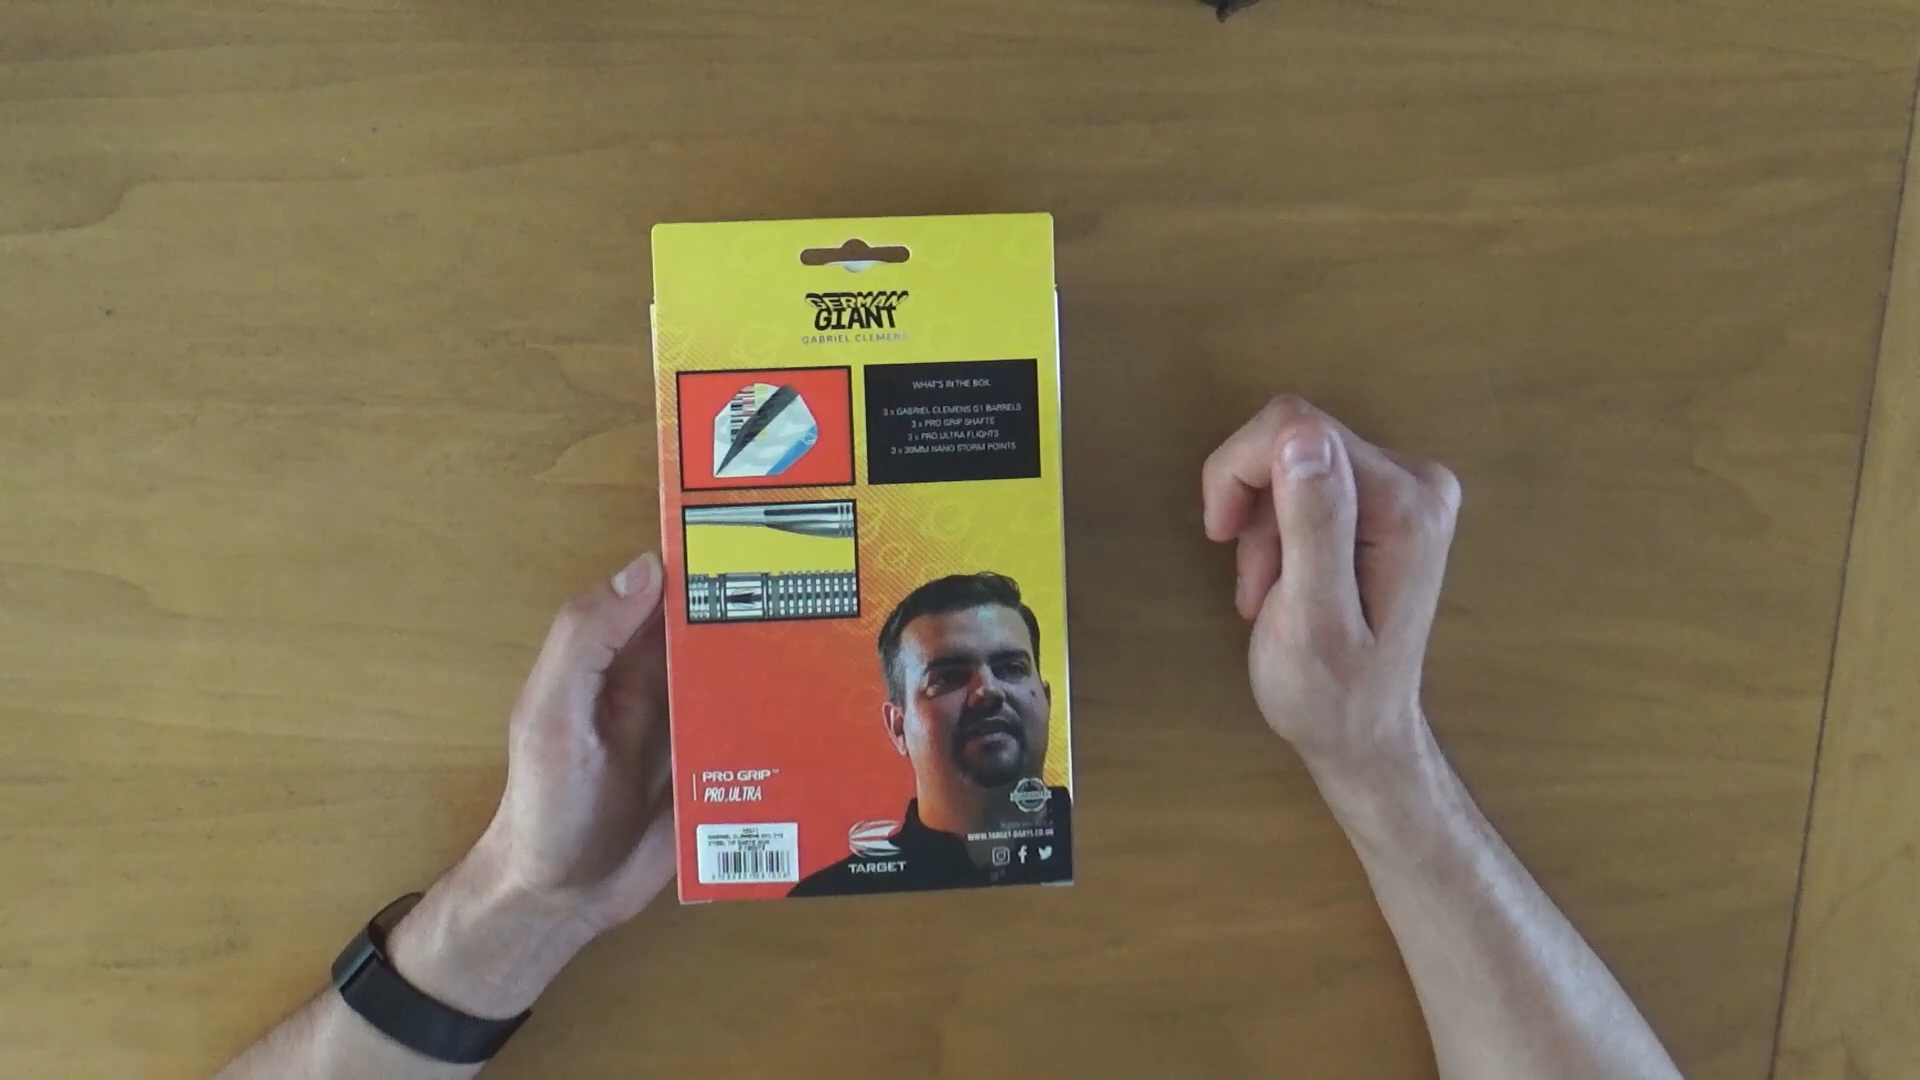 GERMAN
GIANT
GABRIEL CLEMENS
WHAT'S IN THE BOX.
3 x GABRIEL CLEMENS G1 BARRELS
3 x PRO GRIP SHAFTS
3 x PRO.ULTRA FLIGHTS
3 x 30MM NANO STORM POINTS
PRO GRIP™
PRO.ULTRA
WWW.TARGET-DARTS.CO.UK
TARGET